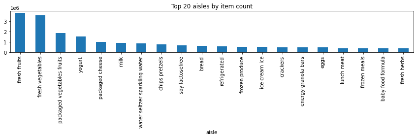 Top 20 aisles by item count
1e6
3
2
1
0
fresh fruits
fresh vegetables
packaged vegetables fruits
yogurt
packaged cheese
milk
water seltzer sparkling water
chips pretzels
soy lactosefree
bread
refrigerated
frozen produce
ice cream ice
crackers
energy granola bars
eggs
lunch meat
frozen meals
baby food formula
fresh herbs
aisle